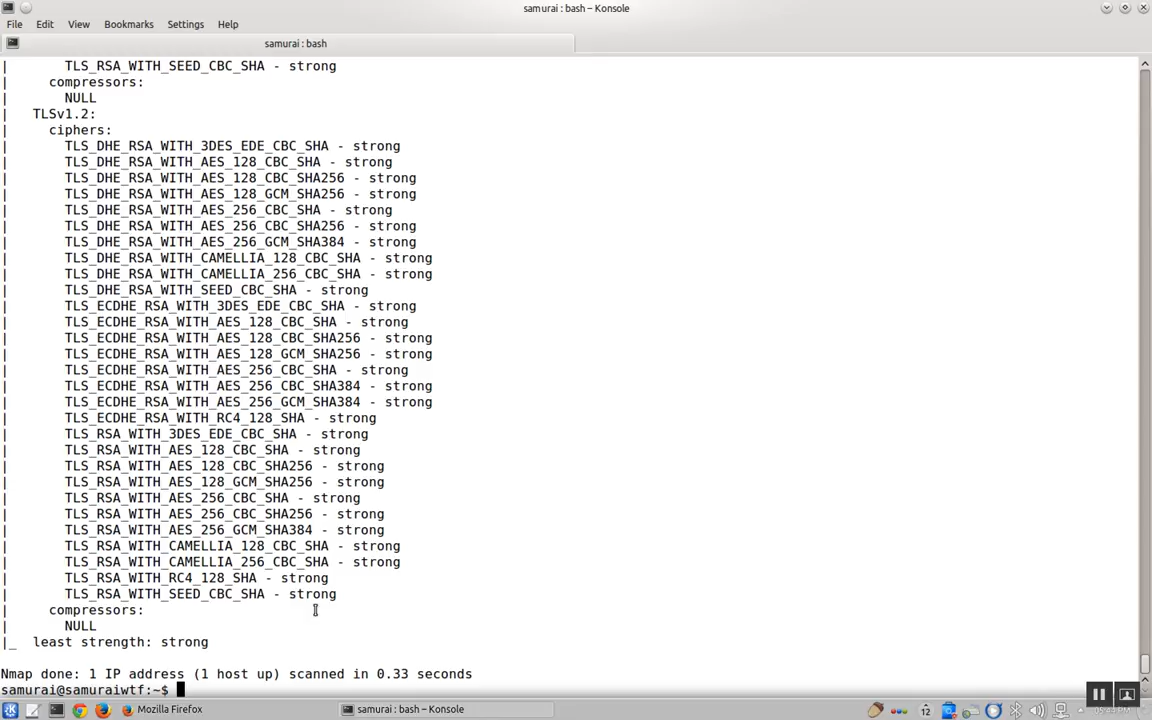 samurai : bash – Konsole
File Edit View Bookmarks Settings Help
samurai : bash
| TLS_RSA_WITH_SEED_CBC_SHA - strong
| compressors:
| NULL
| TLSv1.2:
| ciphers:
| TLS_DHE_RSA_WITH_3DES_EDE_CBC_SHA - strong
| TLS_DHE_RSA_WITH_AES_128_CBC_SHA - strong
| TLS_DHE_RSA_WITH_AES_128_CBC_SHA256 - strong
| TLS_DHE_RSA_WITH_AES_128_GCM_SHA256 - strong
| TLS_DHE_RSA_WITH_AES_256_CBC_SHA - strong
| TLS_DHE_RSA_WITH_AES_256_CBC_SHA256 - strong
| TLS_DHE_RSA_WITH_AES_256_GCM_SHA384 - strong
| TLS_DHE_RSA_WITH_CAMELLIA_128_CBC_SHA - strong
| TLS_DHE_RSA_WITH_CAMELLIA_256_CBC_SHA - strong
| TLS_DHE_RSA_WITH_SEED_CBC_SHA - strong
| TLS_ECDHE_RSA_WITH_3DES_EDE_CBC_SHA - strong
| TLS_ECDHE_RSA_WITH_AES_128_CBC_SHA - strong
| TLS_ECDHE_RSA_WITH_AES_128_CBC_SHA256 - strong
| TLS_ECDHE_RSA_WITH_AES_128_GCM_SHA256 - strong
| TLS_ECDHE_RSA_WITH_AES_256_CBC_SHA - strong
| TLS_ECDHE_RSA_WITH_AES_256_CBC_SHA384 - strong
| TLS_ECDHE_RSA_WITH_AES_256_GCM_SHA384 - strong
| TLS_ECDHE_RSA_WITH_RC4_128_SHA - strong
| TLS_RSA_WITH_3DES_EDE_CBC_SHA - strong
| TLS_RSA_WITH_AES_128_CBC_SHA - strong
| TLS_RSA_WITH_AES_128_CBC_SHA256 - strong
| TLS_RSA_WITH_AES_128_GCM_SHA256 - strong
| TLS_RSA_WITH_AES_256_CBC_SHA - strong
| TLS_RSA_WITH_AES_256_CBC_SHA256 - strong
| TLS_RSA_WITH_AES_256_GCM_SHA384 - strong
| TLS_RSA_WITH_CAMELLIA_128_CBC_SHA - strong
| TLS_RSA_WITH_CAMELLIA_256_CBC_SHA - strong
| TLS_RSA_WITH_RC4_128_SHA - strong
| TLS_RSA_WITH_SEED_CBC_SHA - strong
| compressors:
| NULL
|_ least strength: strong
Nmap done: 1 IP address (1 host up) scanned in 0.33 seconds
samurai@samuraiwtf:~$
Mozilla Firefox samurai : bash – Konsole 12